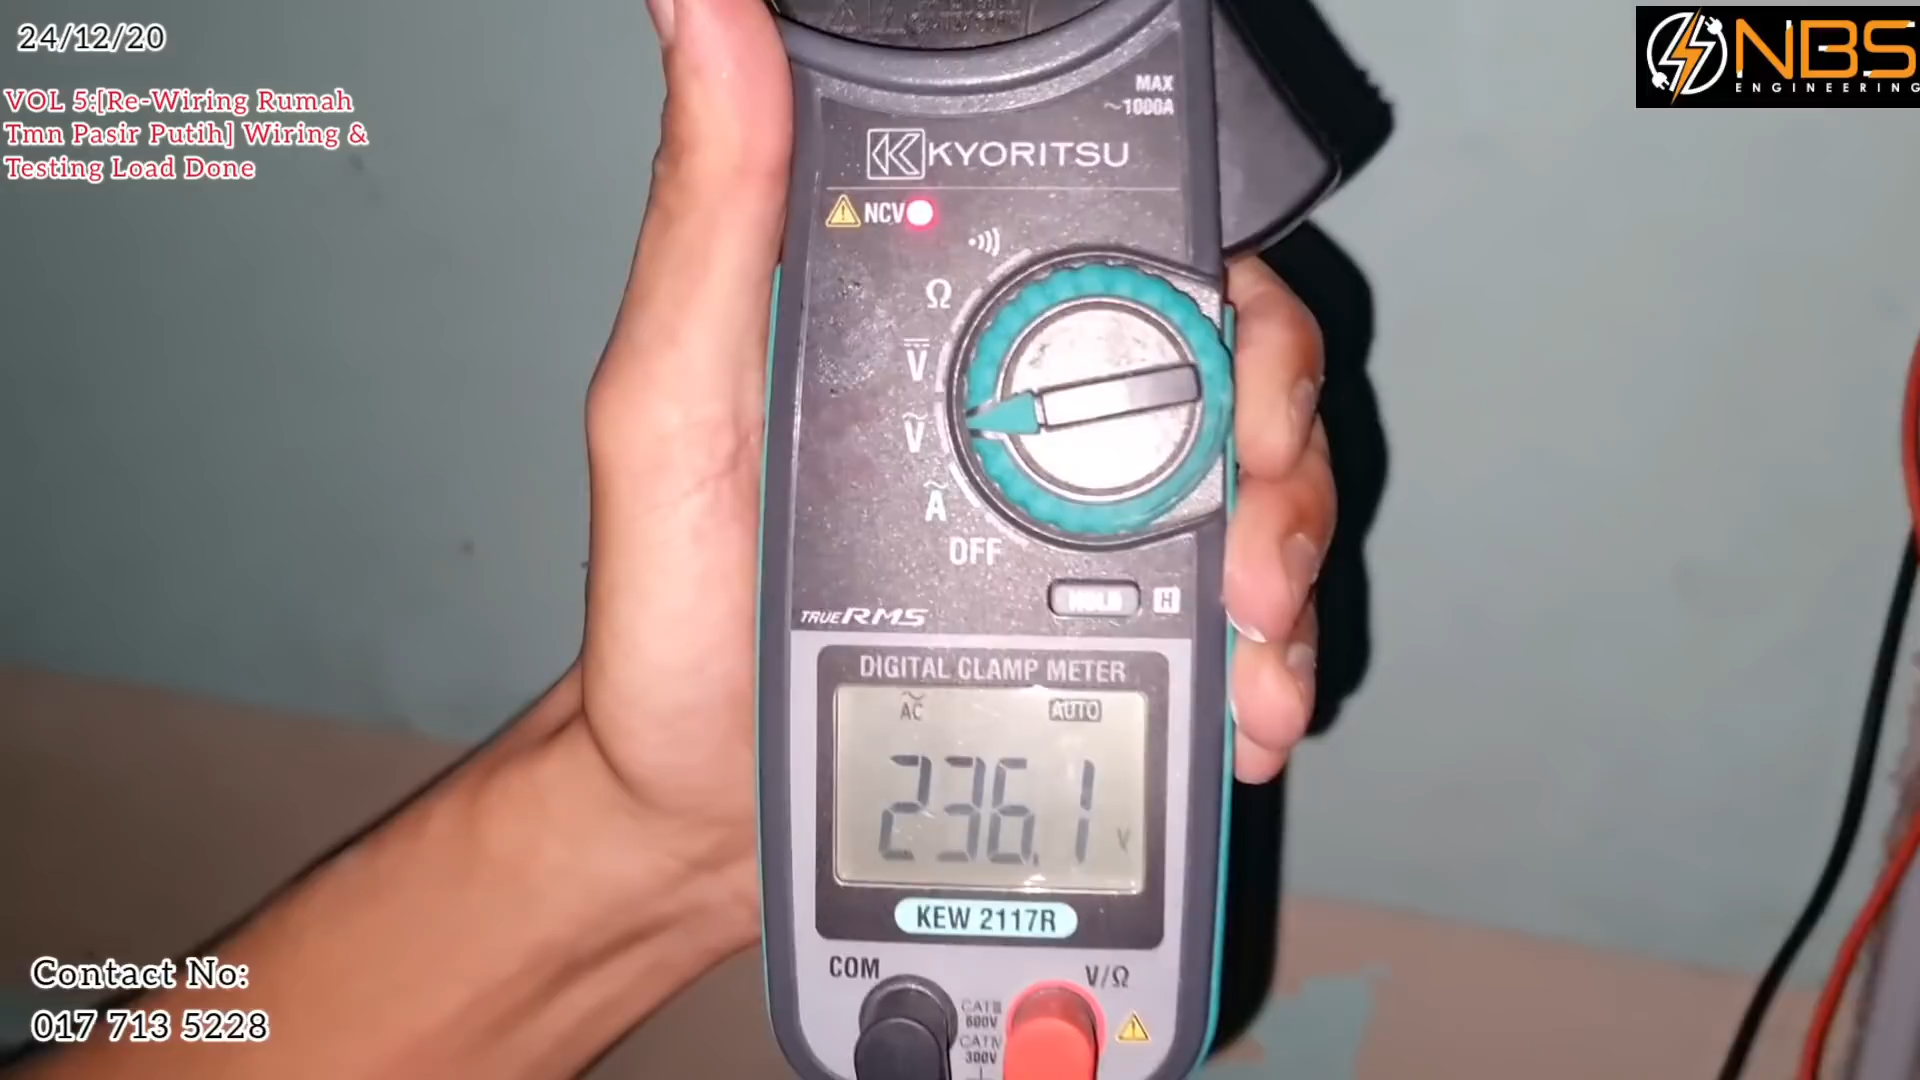 24/12/20
VOL 5:[Re-Wiring Rumah
Tmn Pasir Putih] Wiring &
Testing Load Done
NBS
ENGINEERING
MAX
~1000A
KYORITSU
NCV
Ω
V
V
A
OFF
HOLD H
TRUE RMS
DIGITAL CLAMP METER
AC AUTO
236.1 V
KEW 2117R
COM
V/Ω
CAT III
600V
CAT IV
300V
Contact No:
017 713 5228